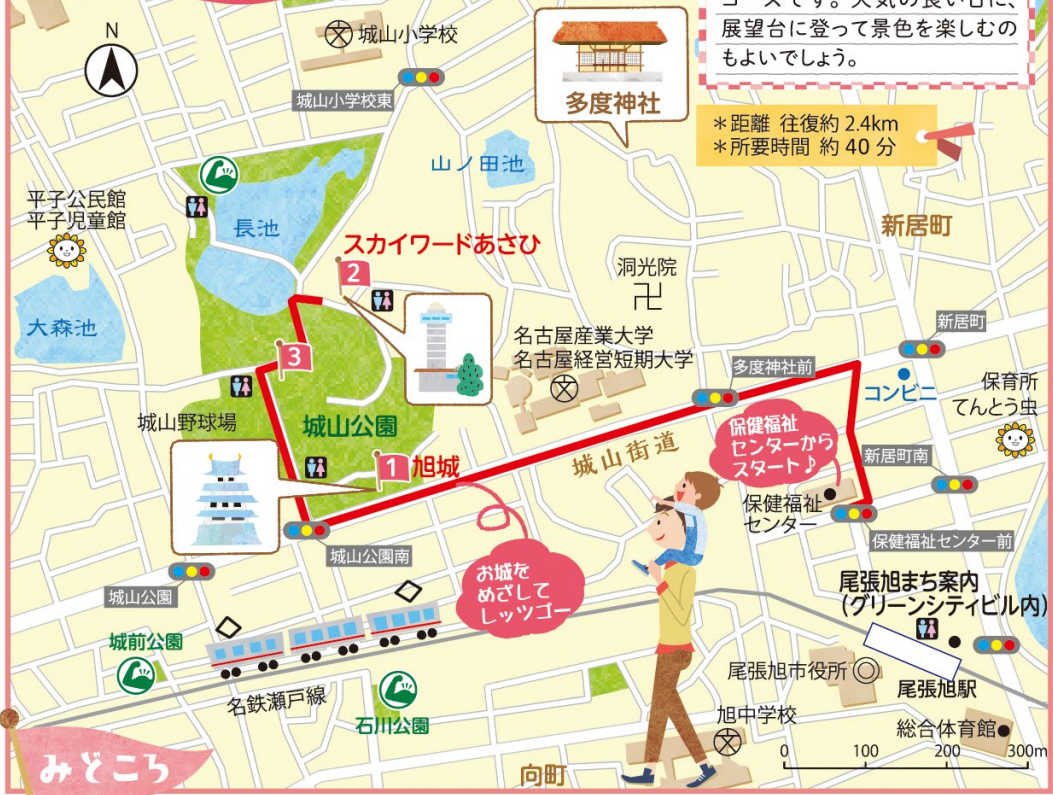 コースです。天気の良い日に、
展望台に登って景色を楽しむの
もよいでしょう。
N
城山小学校
城山小学校東
多度神社
＊距離 往復約2.4km
＊所要時間 約40分
山ノ田池
平子公民館
平子児童館
長池
新居町
スカイワードあさひ
2
洞光院
大森池
名古屋産業大学
名古屋経営短期大学
新居町
3
多度神社前
コンビニ
保育所
てんとう虫
城山野球場
城山公園
保健福祉
センターから
スタート♪
城山街道
1
旭城
新居町南
保健福祉
センター
城山公園南
保健福祉センター前
お城を
めざして
レッツゴー
城山公園
尾張旭まち案内
(グリーンシティビル内)
城前公園
尾張旭市役所
尾張旭駅
名鉄瀬戸線
石川公園
旭中学校
総合体育館
0 100 200 300m
みどころ
向町